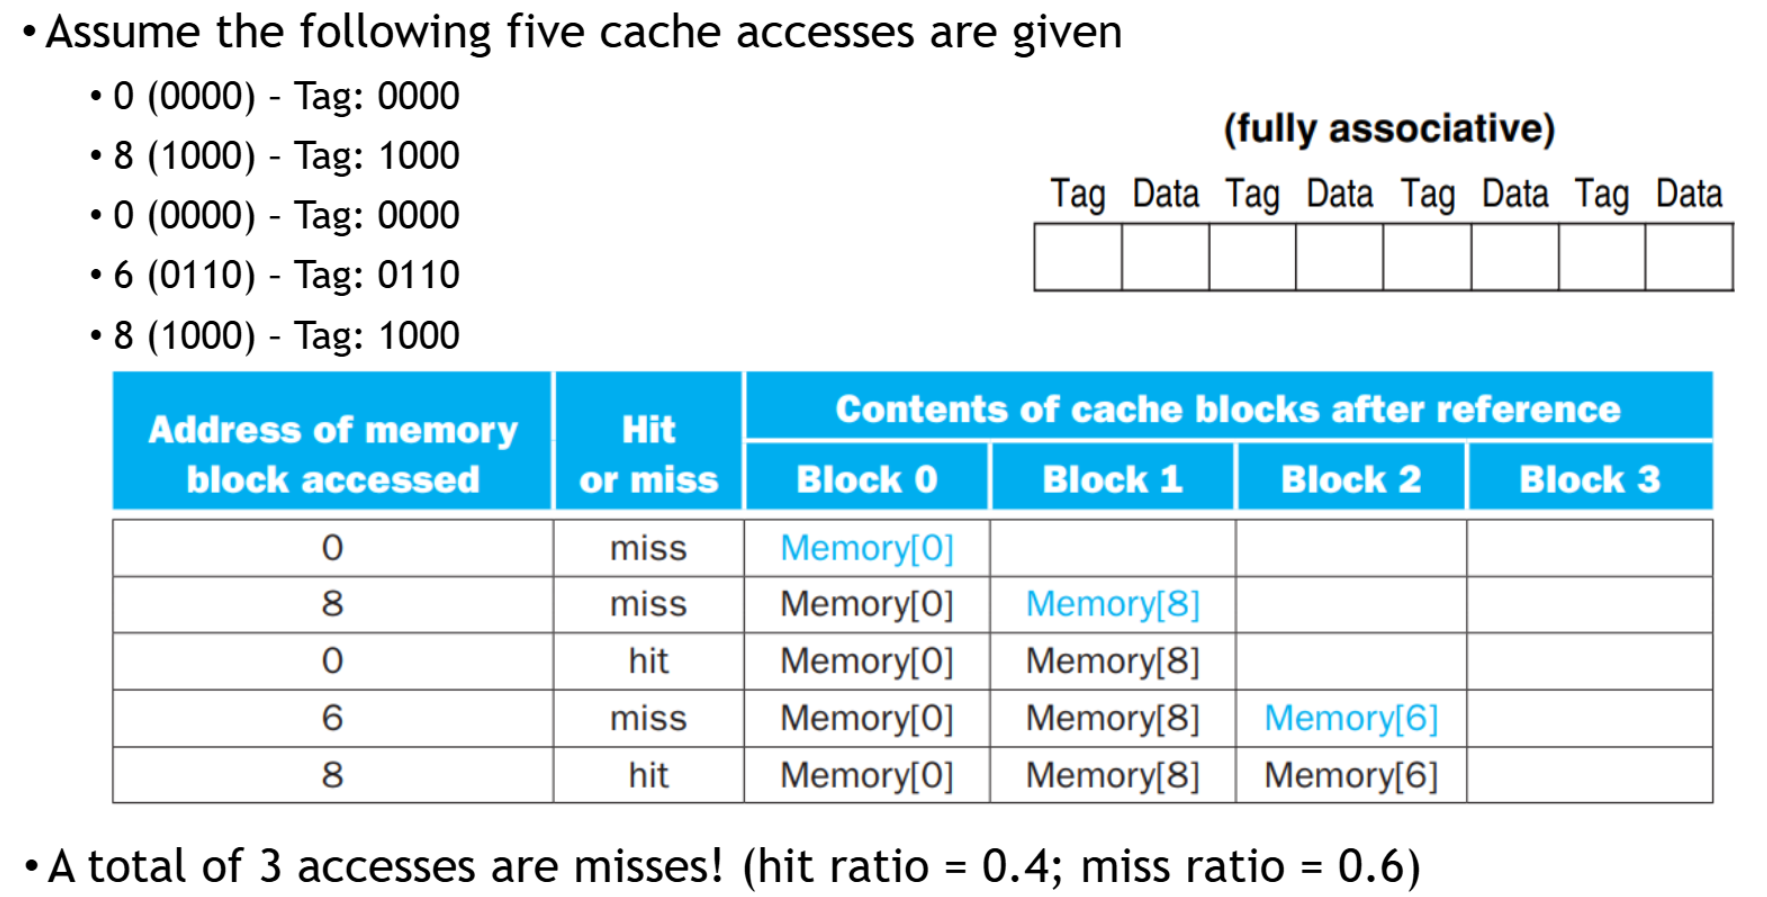 • Assume the following five cache accesses are given
• 0 (0000) - Tag: 0000
• 8 (1000) - Tag: 1000
• 0 (0000) - Tag: 0000
• 6 (0110) - Tag: 0110
• 8 (1000) - Tag: 1000
(fully associative)
Tag Data Tag Data Tag Data Tag Data
Address of memory block accessed
Hit or miss
Contents of cache blocks after reference
Block 0 Block 1 Block 2 Block 3
0 miss Memory[0]
8 miss Memory[0] Memory[8]
0 hit Memory[0] Memory[8]
6 miss Memory[0] Memory[8] Memory[6]
8 hit Memory[0] Memory[8] Memory[6]
• A total of 3 accesses are misses! (hit ratio = 0.4; miss ratio = 0.6)